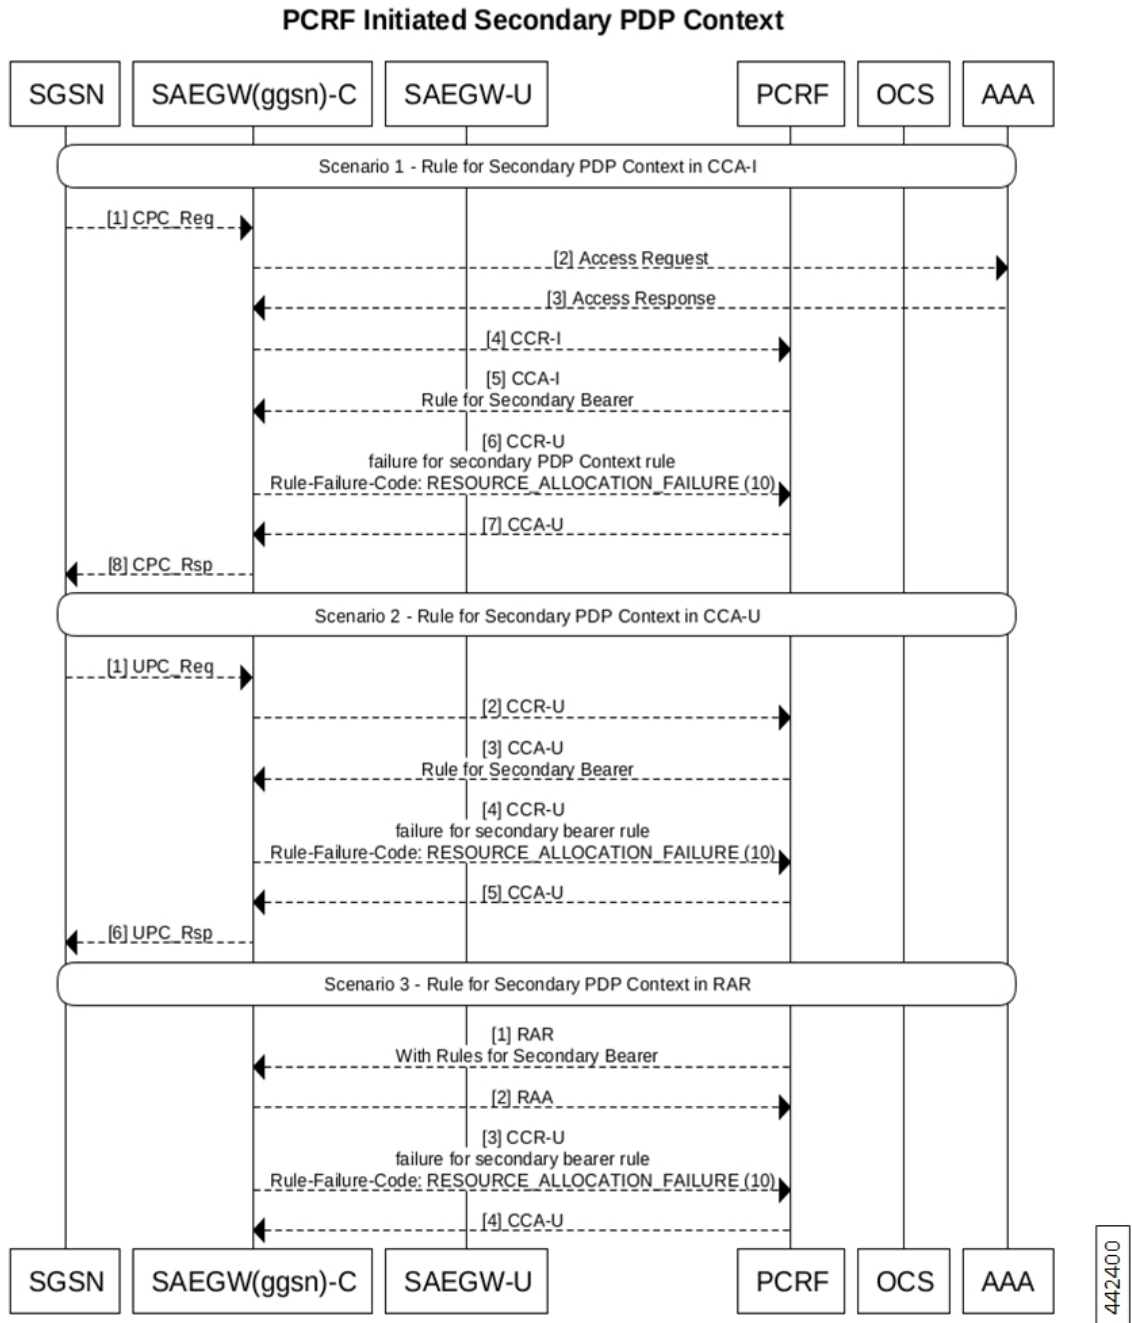 PCRF Initiated Secondary PDP Context
SGSN
SAEGW(ggsn)-C
SAEGW-U
PCRF
OCS
AAA
Scenario 1 - Rule for Secondary PDP Context in CCA-I
[1] CPC_Req
[2] Access Request
[3] Access Response
[4] CCR-I
[5] CCA-I
Rule for Secondary Bearer
[6] CCR-U
failure for secondary PDP Context rule
Rule-Failure-Code: RESOURCE_ALLOCATION_FAILURE (10)
[7] CCA-U
[8] CPC_Rsp
Scenario 2 - Rule for Secondary PDP Context in CCA-U
[1] UPC_Req
[2] CCR-U
[3] CCA-U
Rule for Secondary Bearer
[4] CCR-U
failure for secondary bearer rule
Rule-Failure-Code: RESOURCE_ALLOCATION_FAILURE (10)
[5] CCA-U
[6] UPC_Rsp
Scenario 3 - Rule for Secondary PDP Context in RAR
[1] RAR
With Rules for Secondary Bearer
[2] RAA
[3] CCR-U
failure for secondary bearer rule
Rule-Failure-Code: RESOURCE_ALLOCATION_FAILURE (10)
[4] CCA-U
SGSN
SAEGW(ggsn)-C
SAEGW-U
PCRF
OCS
AAA
442400